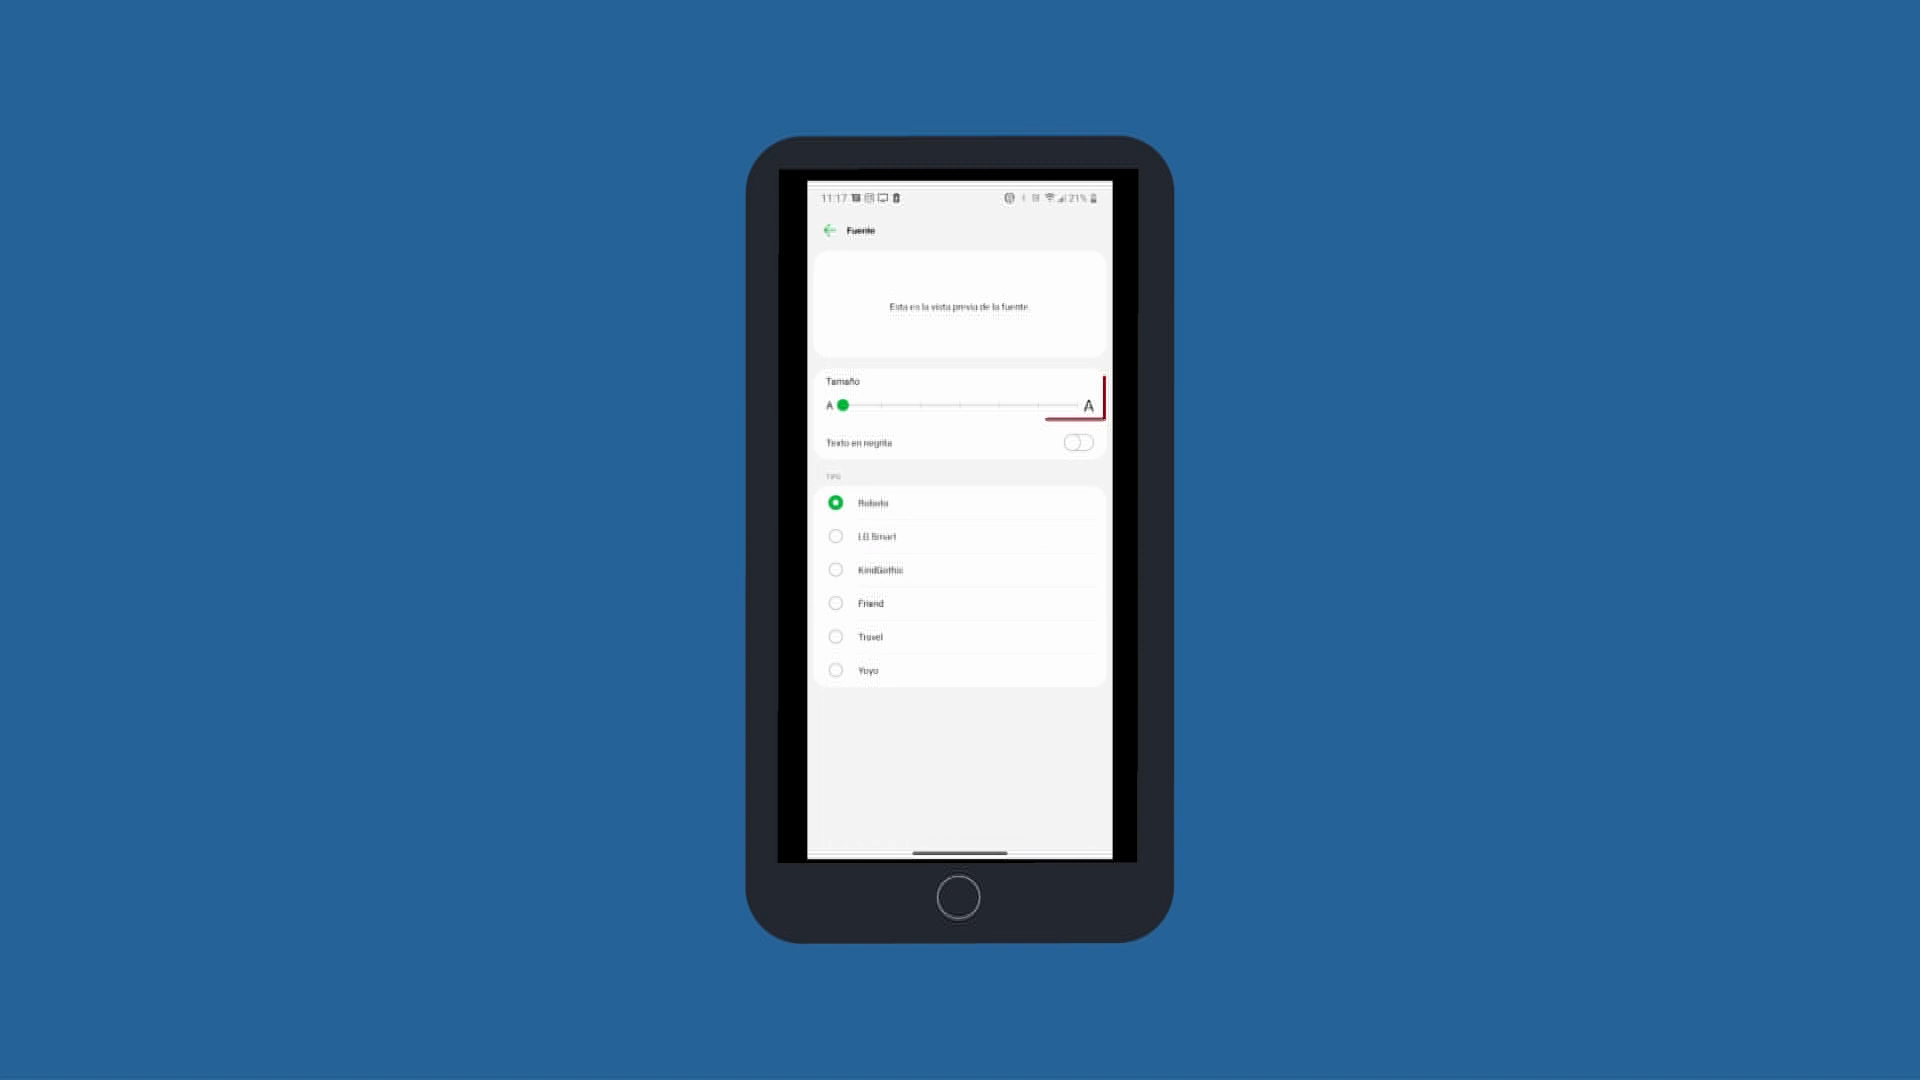 11:17 21%
Fuente
Esta es la vista previa de la fuente
Tamaño
A A
Texto en negrita
TIPO
Roboto
LG Smart
KindGothic
Friend
Travel
Yoyo